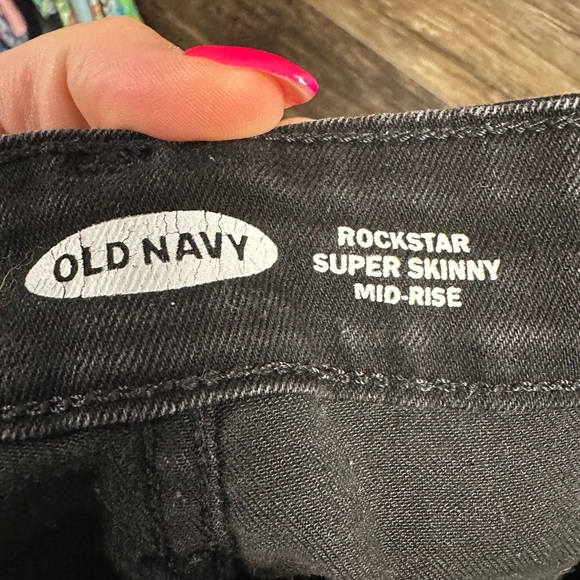 OLD NAVY
ROCKSTAR
SUPER SKINNY
MID-RISE